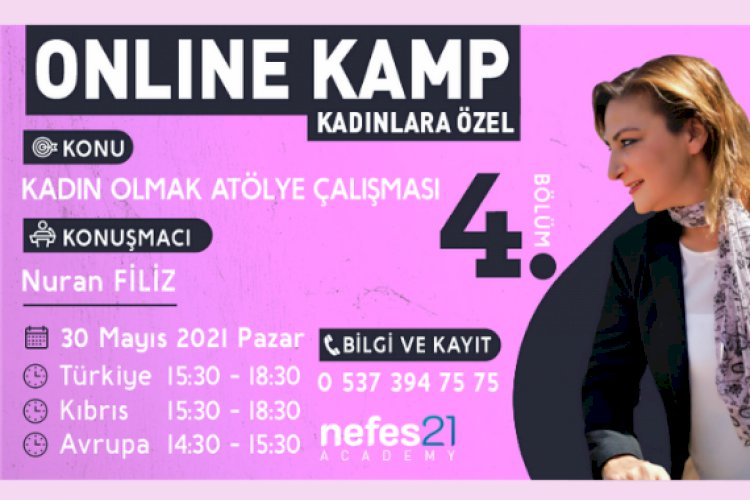 ONLINE KAMP
KADINLARA ÖZEL
KONU
KADIN OLMAK ATÖLYE ÇALIŞMASI
4.
BÖLÜM
KONUŞMACI
Nuran FİLİZ
30 Mayıs 2021 Pazar
Türkiye 15:30 - 18:30
Kıbrıs 15:30 - 18:30
Avrupa 14:30 - 15:30
BİLGİ VE KAYIT
0 537 394 75 75
nefes21
ACADEMY